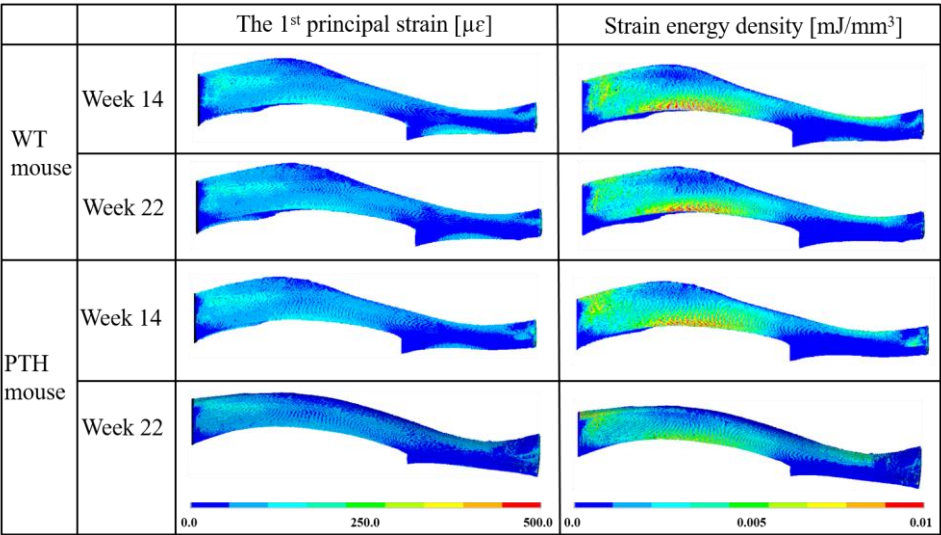 The 1st principal strain [µε]
Strain energy density [mJ/mm³]
WT
mouse
Week 14
Week 22
PTH
mouse
Week 14
Week 22
0.0 250.0 500.0
0.0 0.005 0.01